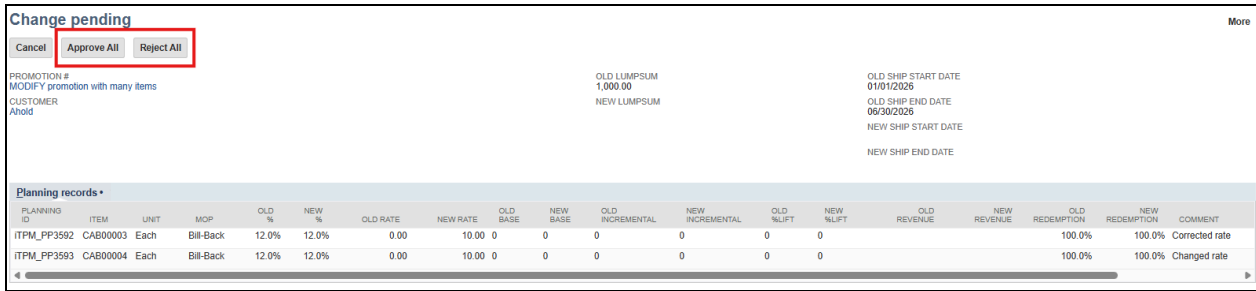 Change pending
More
Cancel Approve All Reject All
PROMOTION # OLD LUMPSUM OLD SHIP START DATE
MODIFY promotion with many items 1,000.00 01/01/2026
CUSTOMER NEW LUMPSUM OLD SHIP END DATE
Ahold 06/30/2026
NEW SHIP START DATE
NEW SHIP END DATE
Planning records •
PLANNING ID ITEM UNIT MOP OLD % NEW % OLD RATE NEW RATE OLD BASE NEW BASE OLD INCREMENTAL NEW INCREMENTAL OLD %LIFT NEW %LIFT OLD REVENUE NEW REVENUE OLD REDEMPTION NEW REDEMPTION COMMENT
iTPM_PP3592 CAB00003 Each Bill-Back 12.0% 12.0% 0.00 10.00 0 0 0 0 0 0 100.0% 100.0% Corrected rate
iTPM_PP3593 CAB00004 Each Bill-Back 12.0% 12.0% 0.00 10.00 0 0 0 0 0 0 100.0% 100.0% Changed rate